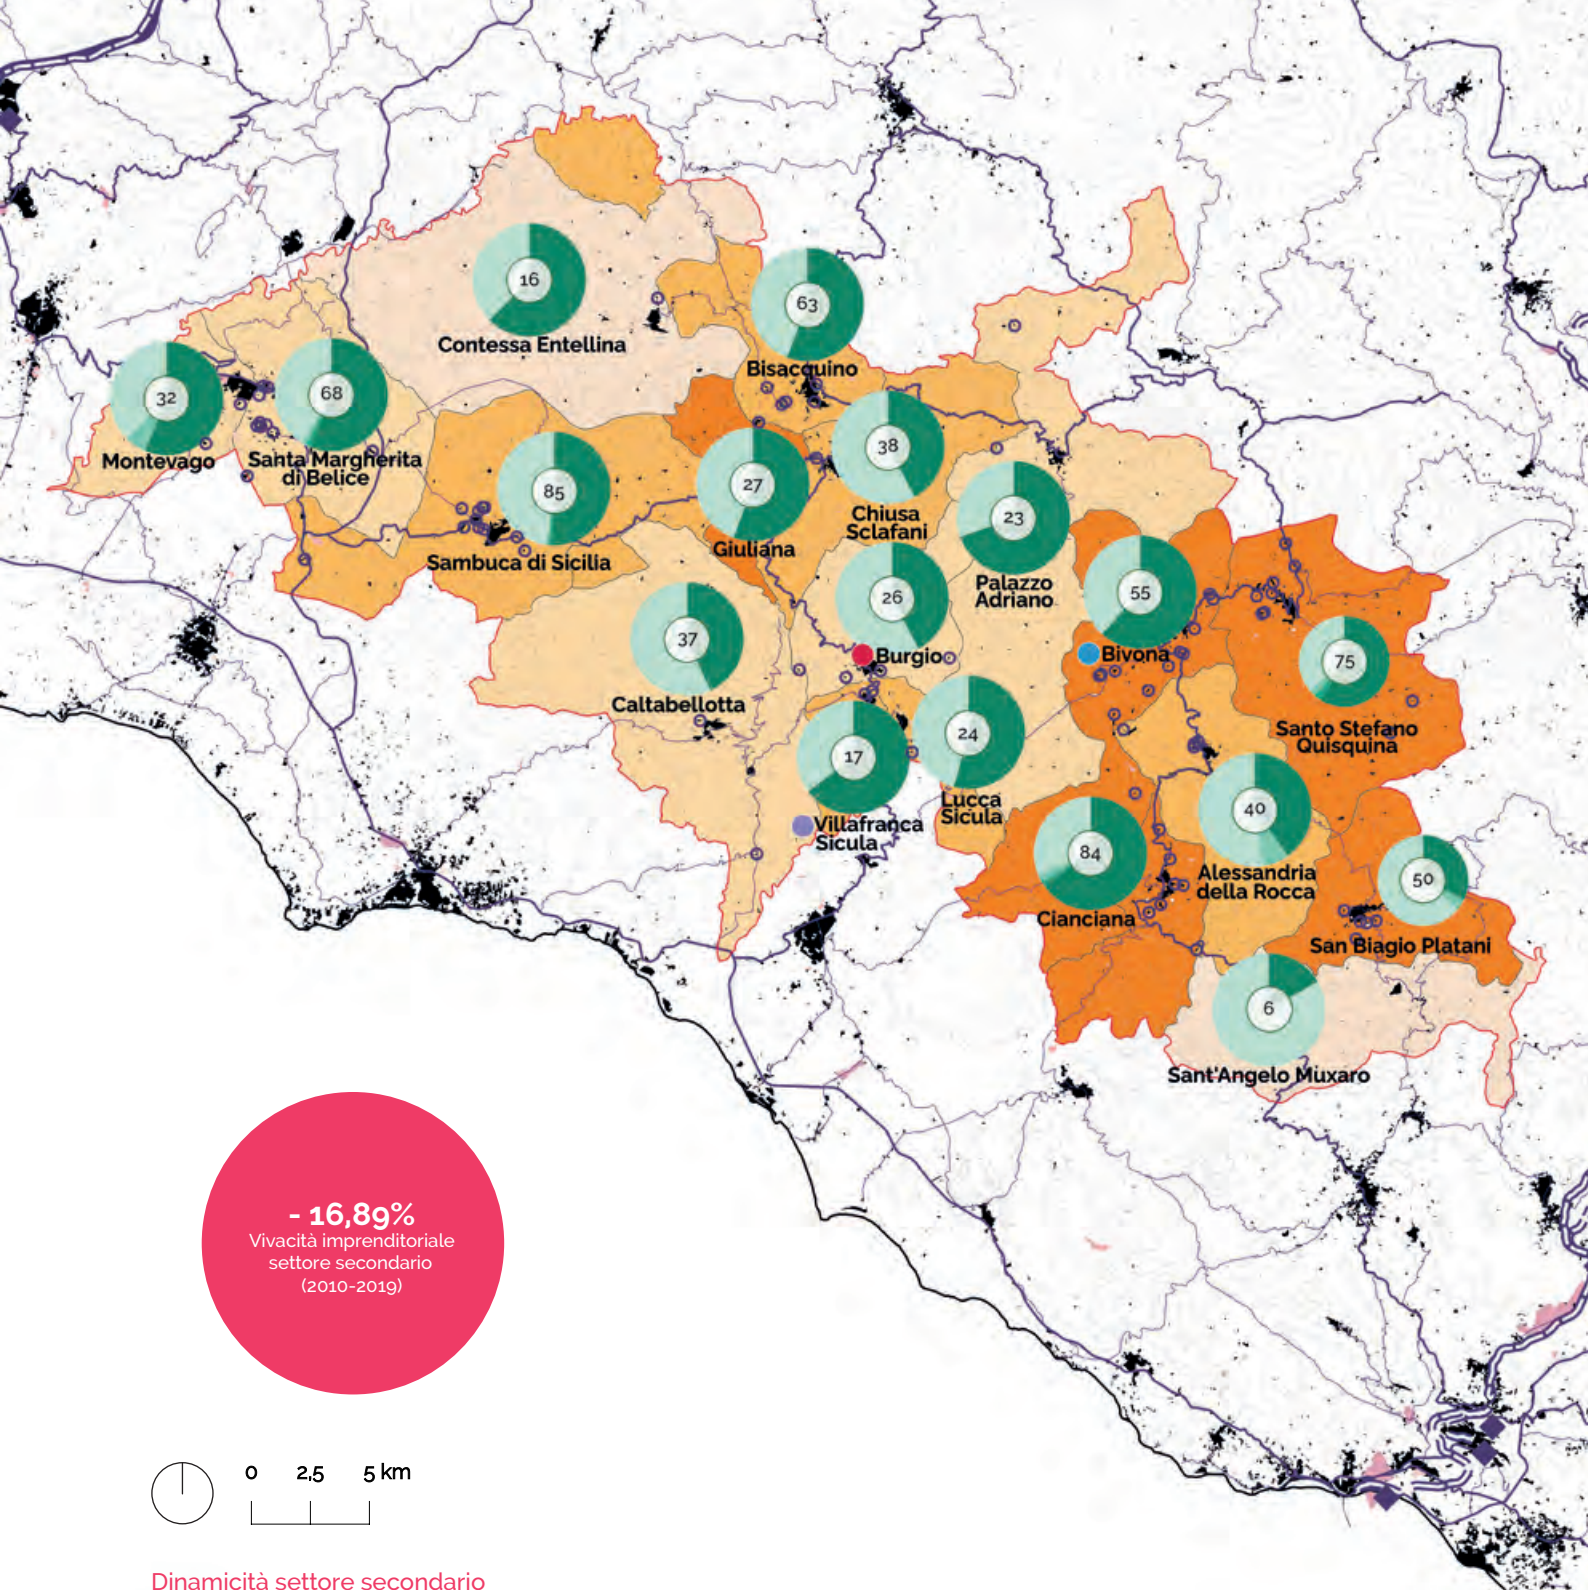 16
Contessa Entellina
63
Bisacquino
32
Montevago
68
Santa Margherita
di Belice
85
Sambuca di Sicilia
27
Giuliana
38
Chiusa
Sclafani
23
Palazzo
Adriano
26
Burgio
55
Bivona
37
Caltabellotta
75
Santo Stefano
Quisquina
17
Villafranca
Sicula
24
Lucca
Sicula
40
Alessandria
della Rocca
84
Cianciana
50
San Biagio Platani
6
Sant'Angelo Muxaro
- 16,89%
Vivacità imprenditoriale
settore secondario
(2010-2019)
0 2,5 5 km
Dinamicità settore secondario